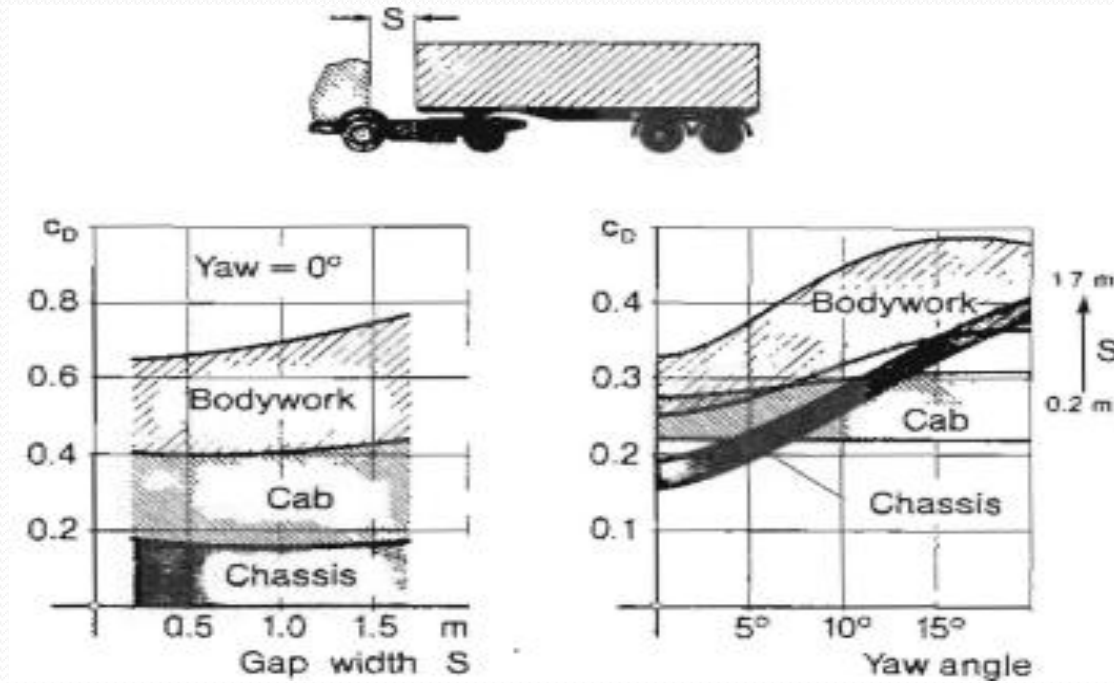 S
c_D
Yaw = 0°
0.8
0.6
Bodywork
0.4
Cab
0.2
Chassis
0.5 1.0 1.5 m
Gap width S
c_D
0.4
Bodywork
0.3
Cab
0.2
Chassis
0.1
5° 10° 15°
Yaw angle
1.7 m
S
0.2 m